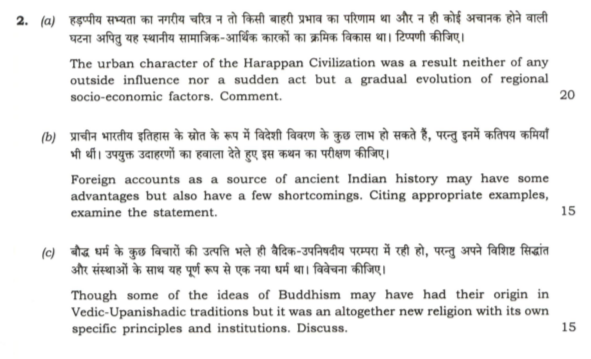 2. (a) हड़प्पीय सभ्यता का नगरीय चरित्र न तो किसी बाहरी प्रभाव का परिणाम था और न ही कोई अचानक होने वाली
घटना अपितु यह स्थानीय सामाजिक-आर्थिक कारकों का क्रमिक विकास था। टिप्पणी कीजिए।
The urban character of the Harappan Civilization was a result neither of any
outside influence nor a sudden act but a gradual evolution of regional
socio-economic factors. Comment. 20
(b) प्राचीन भारतीय इतिहास के स्रोत के रूप में विदेशी विवरण के कुछ लाभ हो सकते हैं, परन्तु इनमें कतिपय कमियाँ
भी थीं। उपयुक्त उदाहरणों का हवाला देते हुए इस कथन का परीक्षण कीजिए।
Foreign accounts as a source of ancient Indian history may have some
advantages but also have a few shortcomings. Citing appropriate examples,
examine the statement. 15
(c) बौद्ध धर्म के कुछ विचारों की उत्पत्ति भले ही वैदिक-उपनिषदीय परम्परा में रही हो, परन्तु अपने विशिष्ट सिद्धांत
और संस्थाओं के साथ यह पूर्ण रूप से एक नया धर्म था। विवेचना कीजिए।
Though some of the ideas of Buddhism may have had their origin in
Vedic-Upanishadic traditions but it was an altogether new religion with its own
specific principles and institutions. Discuss. 15